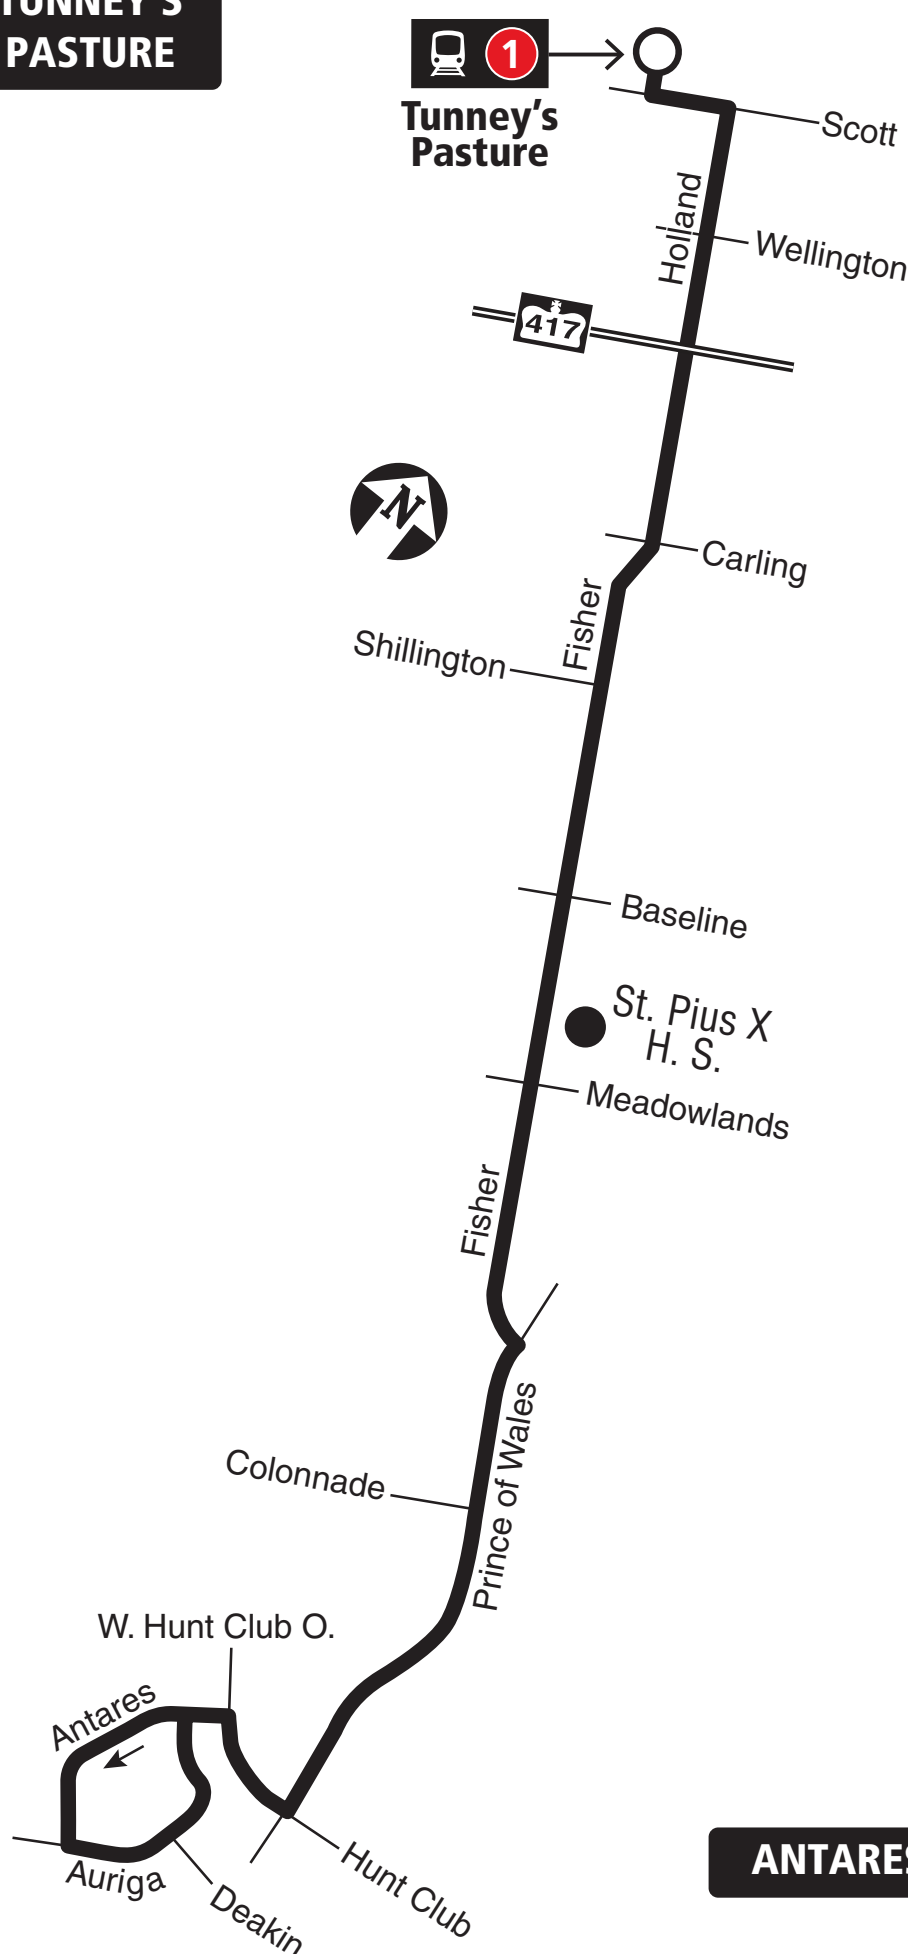 TUNNEY'S
PASTURE
1
Tunney's
Pasture
Scott
Holland
Wellington
417
N
Carling
Fisher
Shillington
Baseline
St. Pius X
H. S.
Meadowlands
Fisher
Prince of Wales
Colonnade
W. Hunt Club O.
Antares
Hunt Club
ANTARES
Auriga
Deakin